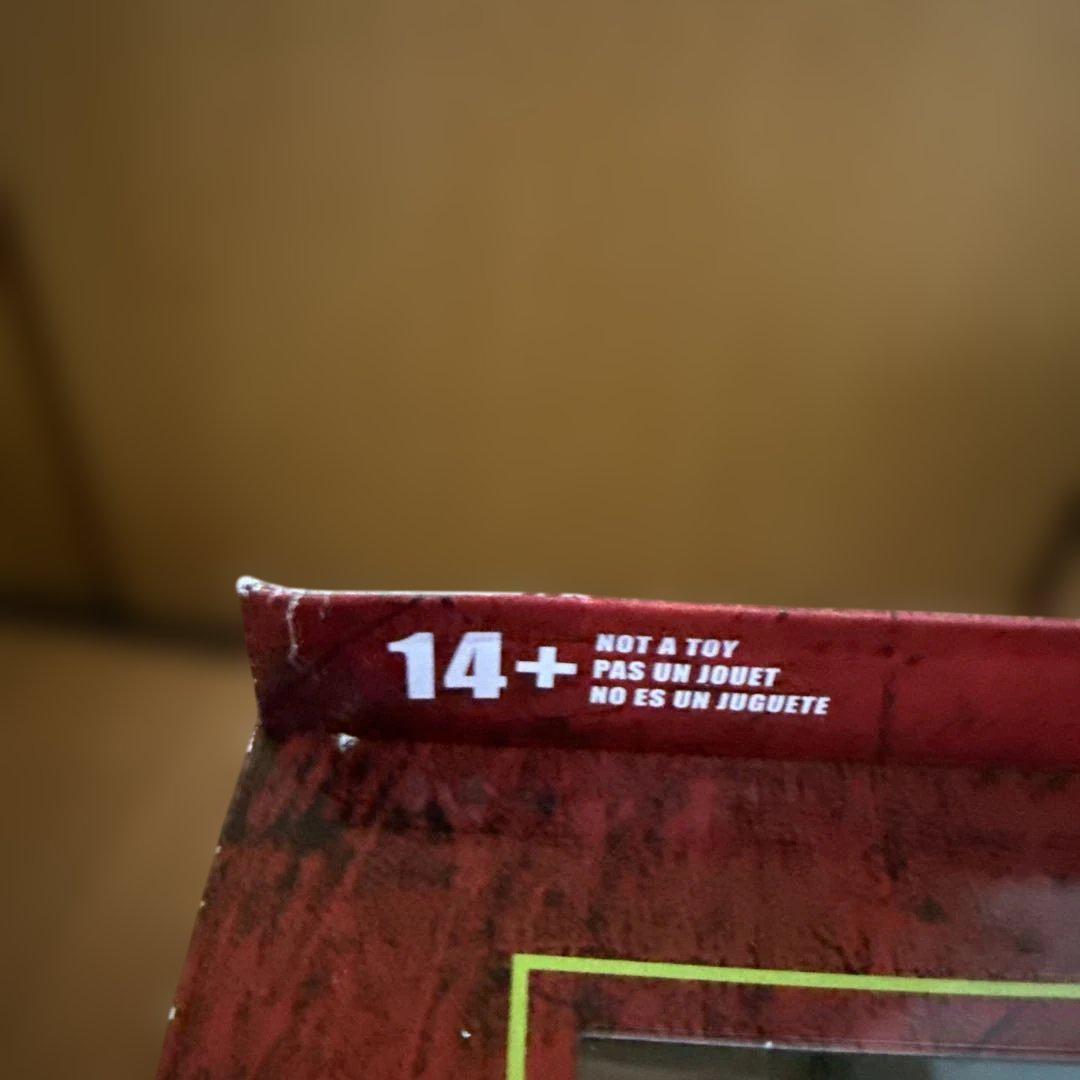 14+
NOT A TOY
PAS UN JOUET
NO ES UN JUGUETE